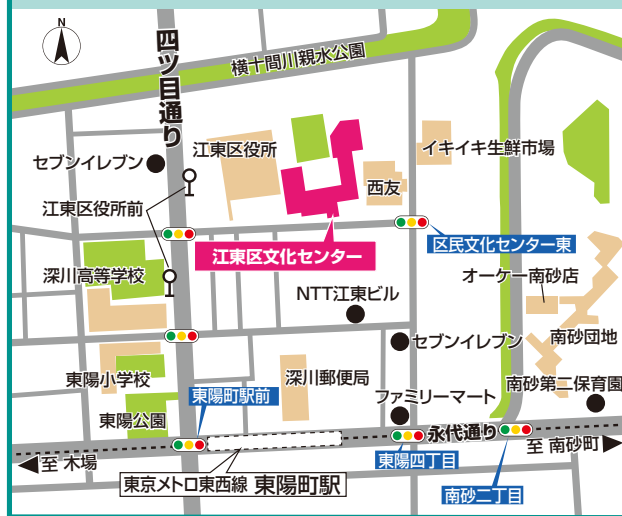 N
四ツ目通り
横十間川親水公園
セブンイレブン
江東区役所
イキイキ生鮮市場
西友
江東区役所前
江東区文化センター
区民文化センター東
深川高等学校
オーケー南砂店
NTT江東ビル
セブンイレブン
南砂団地
東陽小学校
深川郵便局
南砂第二保育園
東陽町駅前
ファミリーマート
東陽公園
永代通り
至 南砂町
至 木場
東陽四丁目
東京メトロ東西線 東陽町駅
南砂二丁目